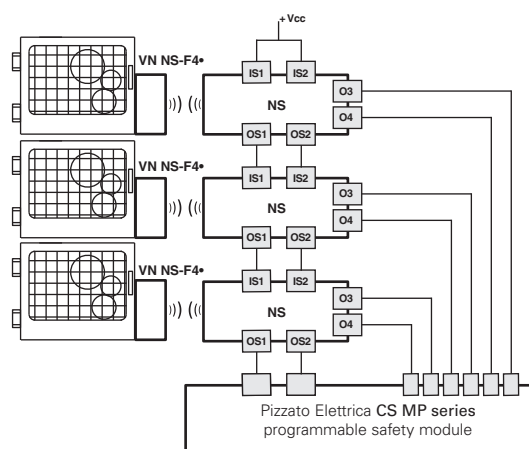 + Vcc
VN NS-F4•
IS1 IS2
NS
O3
O4
OS1 OS2
VN NS-F4•
IS1 IS2
NS
O3
O4
OS1 OS2
VN NS-F4•
IS1 IS2
NS
O3
O4
OS1 OS2
Pizzato Elettrica CS MP series
programmable safety module